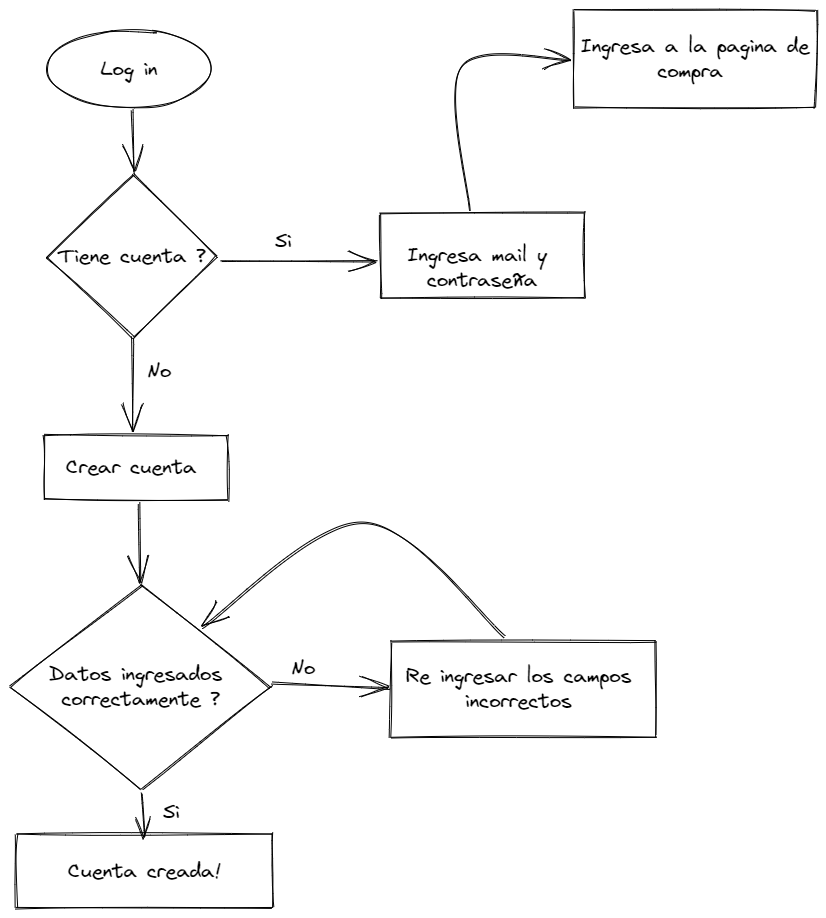 Ingresa a la pagina de
compra
Log in
Tiene cuenta ?
Si
Ingresa mail y
contraseña
No
Crear cuenta
Datos ingresados
correctamente ?
No
Re ingresar los campos
incorrectos
Si
Cuenta creada!